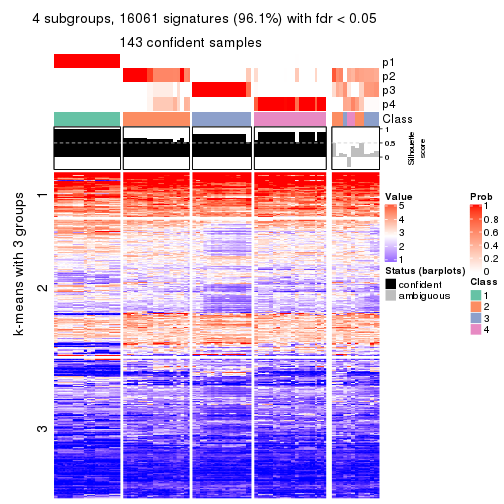 4 subgroups, 16061 signatures (96.1%) with fdr < 0.05
143 confident samples
p1
p2
p3
p4
Class
1
0.5
0
Silhouette
score
k-means with 3 groups
1
2
3
Value
5
4
3
2
1
Status (barplots)
confident
ambiguous
Prob
1
0.8
0.6
0.4
0.2
0
Class
1
2
3
4